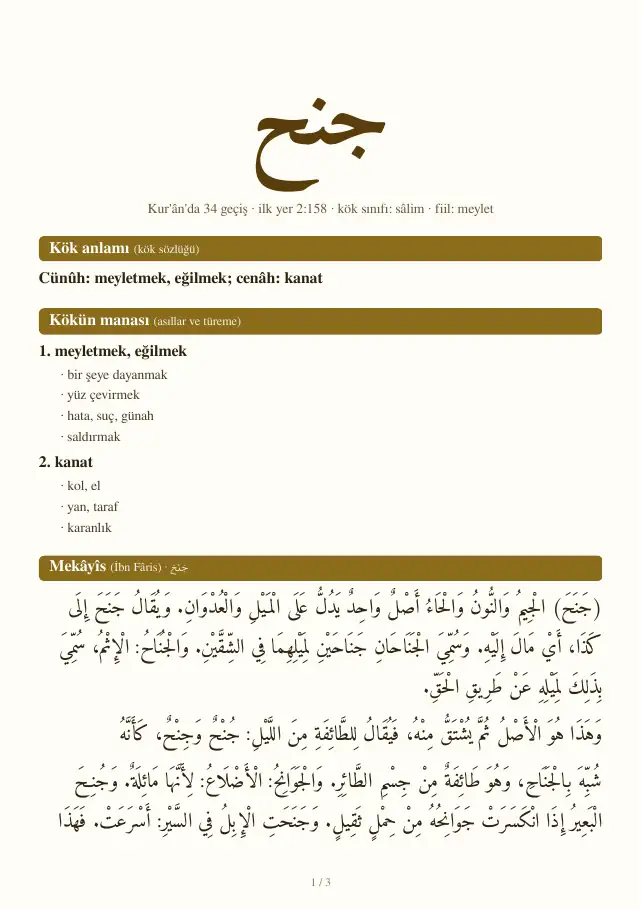 جنح
Kur'ân'da 34 geçiş · ilk yer 2:158 · kök sınıfı: sâlim · fiil: meylet
Kök anlamı (kök sözlüğü)
Cünûh: meyletmek, eğilmek; cenâh: kanat
Kökün manası (asıllar ve türeme)
1. meyletmek, eğilmek
· bir şeye dayanmak
· yüz çevirmek
· hata, suç, günah
· saldırmak
2. kanat
· kol, el
· yan, taraf
· karanlık
Mekâyîs (İbn Fâris) · جَنَحَ
(جَنَحَ) الْجِيمُ وَالنُّونُ وَالْحَاءُ أَصْلٌ وَاحِدٌ يَدُلُّ عَلَى الْمَيْلِ وَالْعُدْوَانِ. وَيُقَالُ جَنَحَ إِلَى
كَذَا، أَيْ مَالَ إِلَيْهِ. وَسُمِّيَ الْجَنَاحَانِ جَنَاحَيْنِ لِمَيْلِهِمَا فِي الشِّقَّيْنِ. وَالْجُنَاحُ: الْإِثْمُ، سُمِّيَ
بِذَلِكَ لِمَيْلِهِ عَنْ طَرِيقِ الْحَقِّ.
وَهَذَا هُوَ الْأَصْلُ ثُمَّ يُشْتَقُّ مِنْهُ، فَيُقَالُ لِلطَّائِفَةِ مِنَ اللَّيْلِ: جُنْحٌ وَجِنْحٌ، كَأَنَّهُ
شُبِّهَ بِالْجَنَاحِ، وَهُوَ طَائِفَةٌ مِنْ جِسْمِ الطَّائِرِ. وَالْجَوَانِحُ: الْأَضْلَاعُ; لِأَنَّهَا مَائِلَةٌ. وَجُنِحَ
الْبَعِيرُ إِذَا انْكَسَرَتْ جَوَانِحُهُ مِنْ حِمْلٍ ثَقِيلٍ. وَجَنَحَتِ الْإِبِلُ فِي السَّيْرِ: أَسْرَعَتْ. فَهَذَا
1 / 3